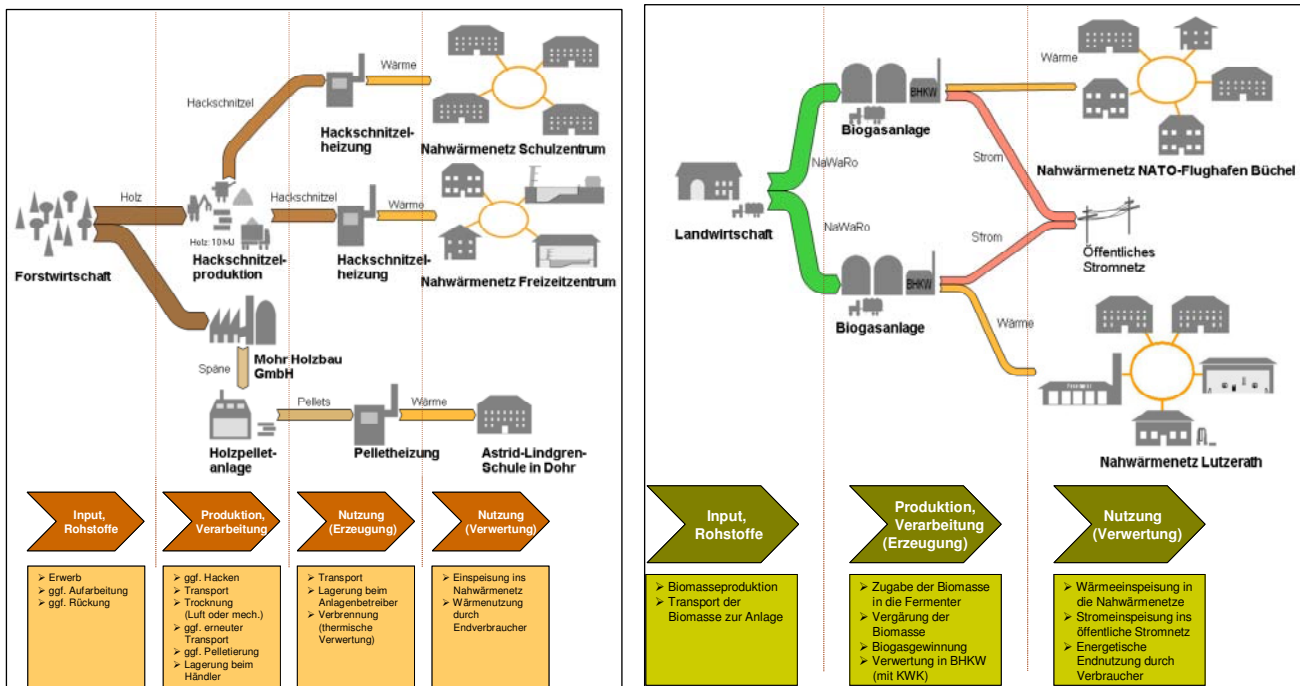 Wärme
Hackschnitzel
Hackschnitzel-
heizung
Nahwärmenetz Schulzentrum
Holz
Hackschnitzel
Wärme
Holz: 10 MJ
Forstwirtschaft
Hackschnitzel-
produktion
Hackschnitzel-
heizung
Nahwärmenetz Freizeitzentrum
Mohr Holzbau
GmbH
Späne
Pellets
Wärme
Holzpellet-
anlage
Pelletheizung
Astrid-Lindgren-
Schule in Dohr
Input,
Rohstoffe
Produktion,
Verarbeitung
Nutzung
(Erzeugung)
Nutzung
(Verwertung)
➢ Erwerb
➢ ggf. Aufarbeitung
➢ ggf. Rückung
➢ ggf. Hacken
➢ Transport
➢ Trocknung
(Luft oder mech.)
➢ ggf. erneuter
Transport
➢ ggf. Pelletierung
➢ Lagerung beim
Händler
➢ Transport
➢ Lagerung beim
Anlagenbetreiber
➢ Verbrennung
(thermische
Verwertung)
➢ Einspeisung ins
Nahwärmenetz
➢ Wärmenutzung
durch
Endverbraucher
Wärme
BHKW
Biogasanlage
NaWaRo
Strom
Nahwärmenetz NATO-Flughafen Büchel
Landwirtschaft
NaWaRo
Strom
Öffentliches
Stromnetz
BHKW
Biogasanlage
Wärme
Nahwärmenetz Lutzerath
Input,
Rohstoffe
Produktion,
Verarbeitung
(Erzeugung)
Nutzung
(Verwertung)
➢ Biomasseproduktion
➢ Transport der
Biomasse zur Anlage
➢ Zugabe der Biomasse
in die Fermenter
➢ Vergärung der
Biomasse
➢ Biogasgewinnung
➢ Verwertung in BHKW
(mit KWK)
➢ Wärmeeinspeisung in
die Nahwärmenetze
➢ Stromeinspeisung ins
öffentliche Stromnetz
➢ Energetische
Endnutzung durch
Verbraucher